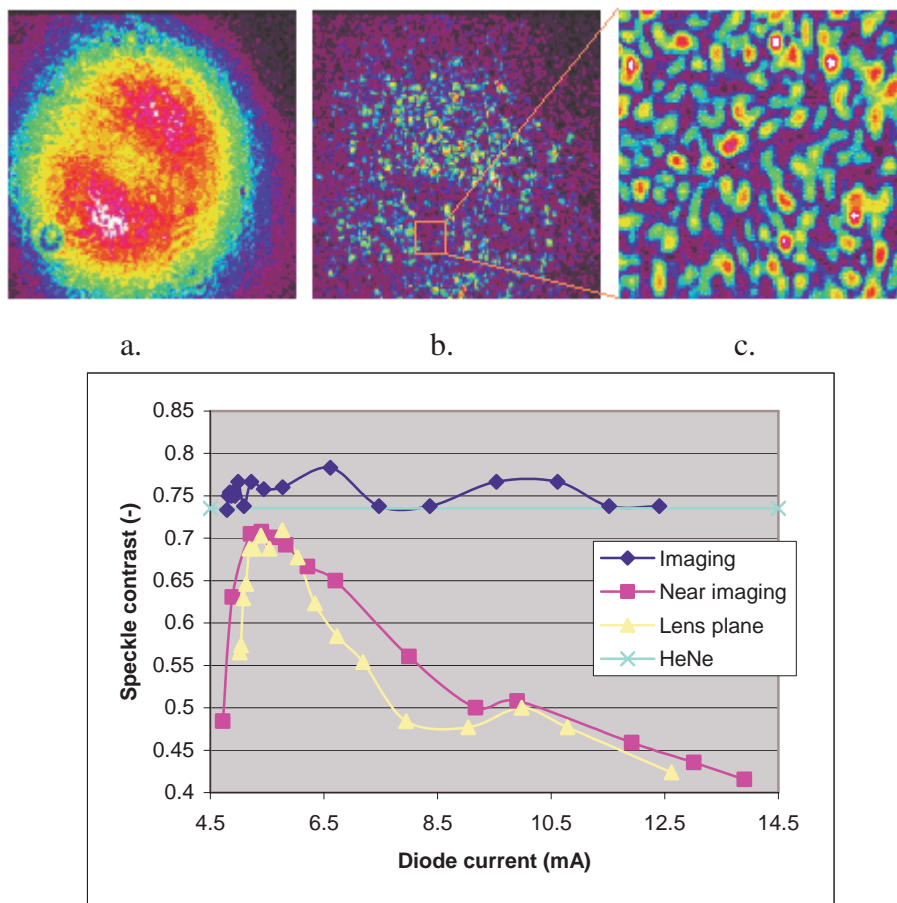 a. b. c.
0.85
0.8
0.75
0.7
0.65
0.6
0.55
0.5
0.45
0.4
Speckle contrast (-)
Imaging
Near imaging
Lens plane
HeNe
4.5 6.5 8.5 10.5 12.5 14.5
Diode current (mA)